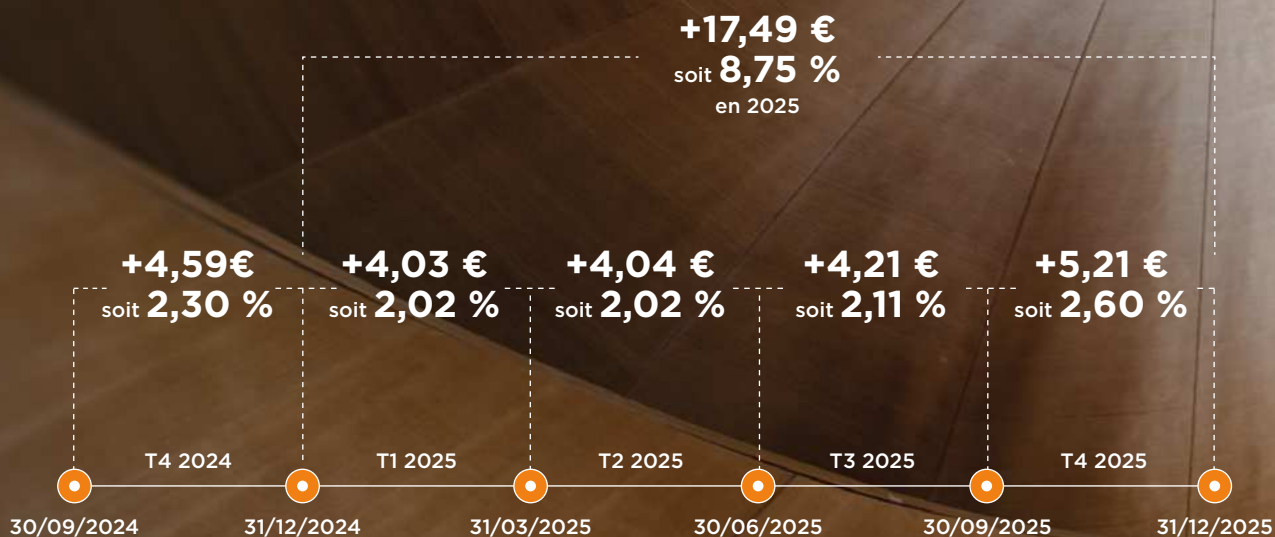 +17,49 €
soit 8,75 %
en 2025
+4,59€
soit 2,30 %
+4,03 €
soit 2,02 %
+4,04 €
soit 2,02 %
+4,21 €
soit 2,11 %
+5,21 €
soit 2,60 %
T4 2024
T1 2025
T2 2025
T3 2025
T4 2025
30/09/2024
31/12/2024
31/03/2025
30/06/2025
30/09/2025
31/12/2025